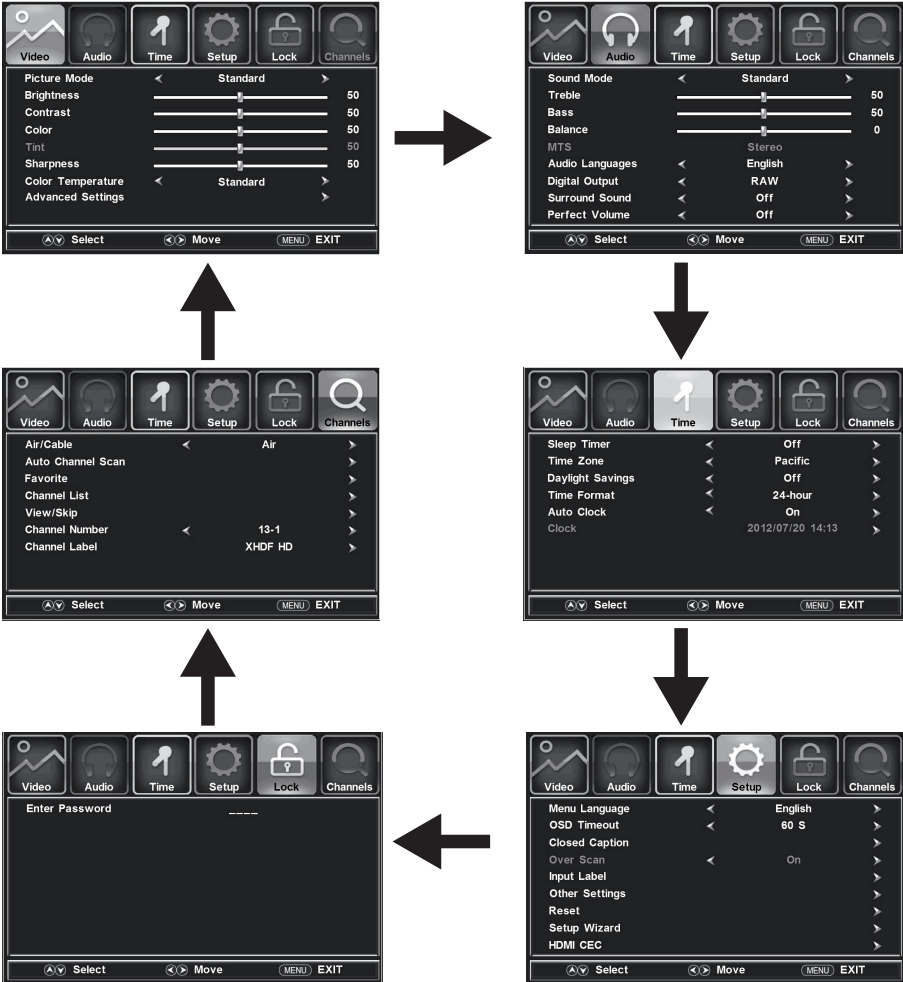 Video Audio Time Setup Lock Channels
Picture Mode Standard
Brightness 50
Contrast 50
Color 50
Tint 50
Sharpness 50
Color Temperature Standard
Advanced Settings
Select Move MENU EXIT
Video Audio Time Setup Lock Channels
Sound Mode Standard
Treble 50
Bass 50
Balance 0
MTS Stereo
Audio Languages English
Digital Output RAW
Surround Sound Off
Perfect Volume Off
Select Move MENU EXIT
Video Audio Time Setup Lock Channels
Air/Cable Air
Auto Channel Scan
Favorite
Channel List
View/Skip
Channel Number 13-1
Channel Label XHDF HD
Select Move MENU EXIT
Video Audio Time Setup Lock Channels
Sleep Timer Off
Time Zone Pacific
Daylight Savings Off
Time Format 24-hour
Auto Clock On
Clock 2012/07/20 14:13
Select Move MENU EXIT
Video Audio Time Setup Lock Channels
Enter Password ____
Select Move MENU EXIT
Video Audio Time Setup Lock Channels
Menu Language English
OSD Timeout 60 S
Closed Caption
Over Scan On
Input Label
Other Settings
Reset
Setup Wizard
HDMI CEC
Select Move MENU EXIT